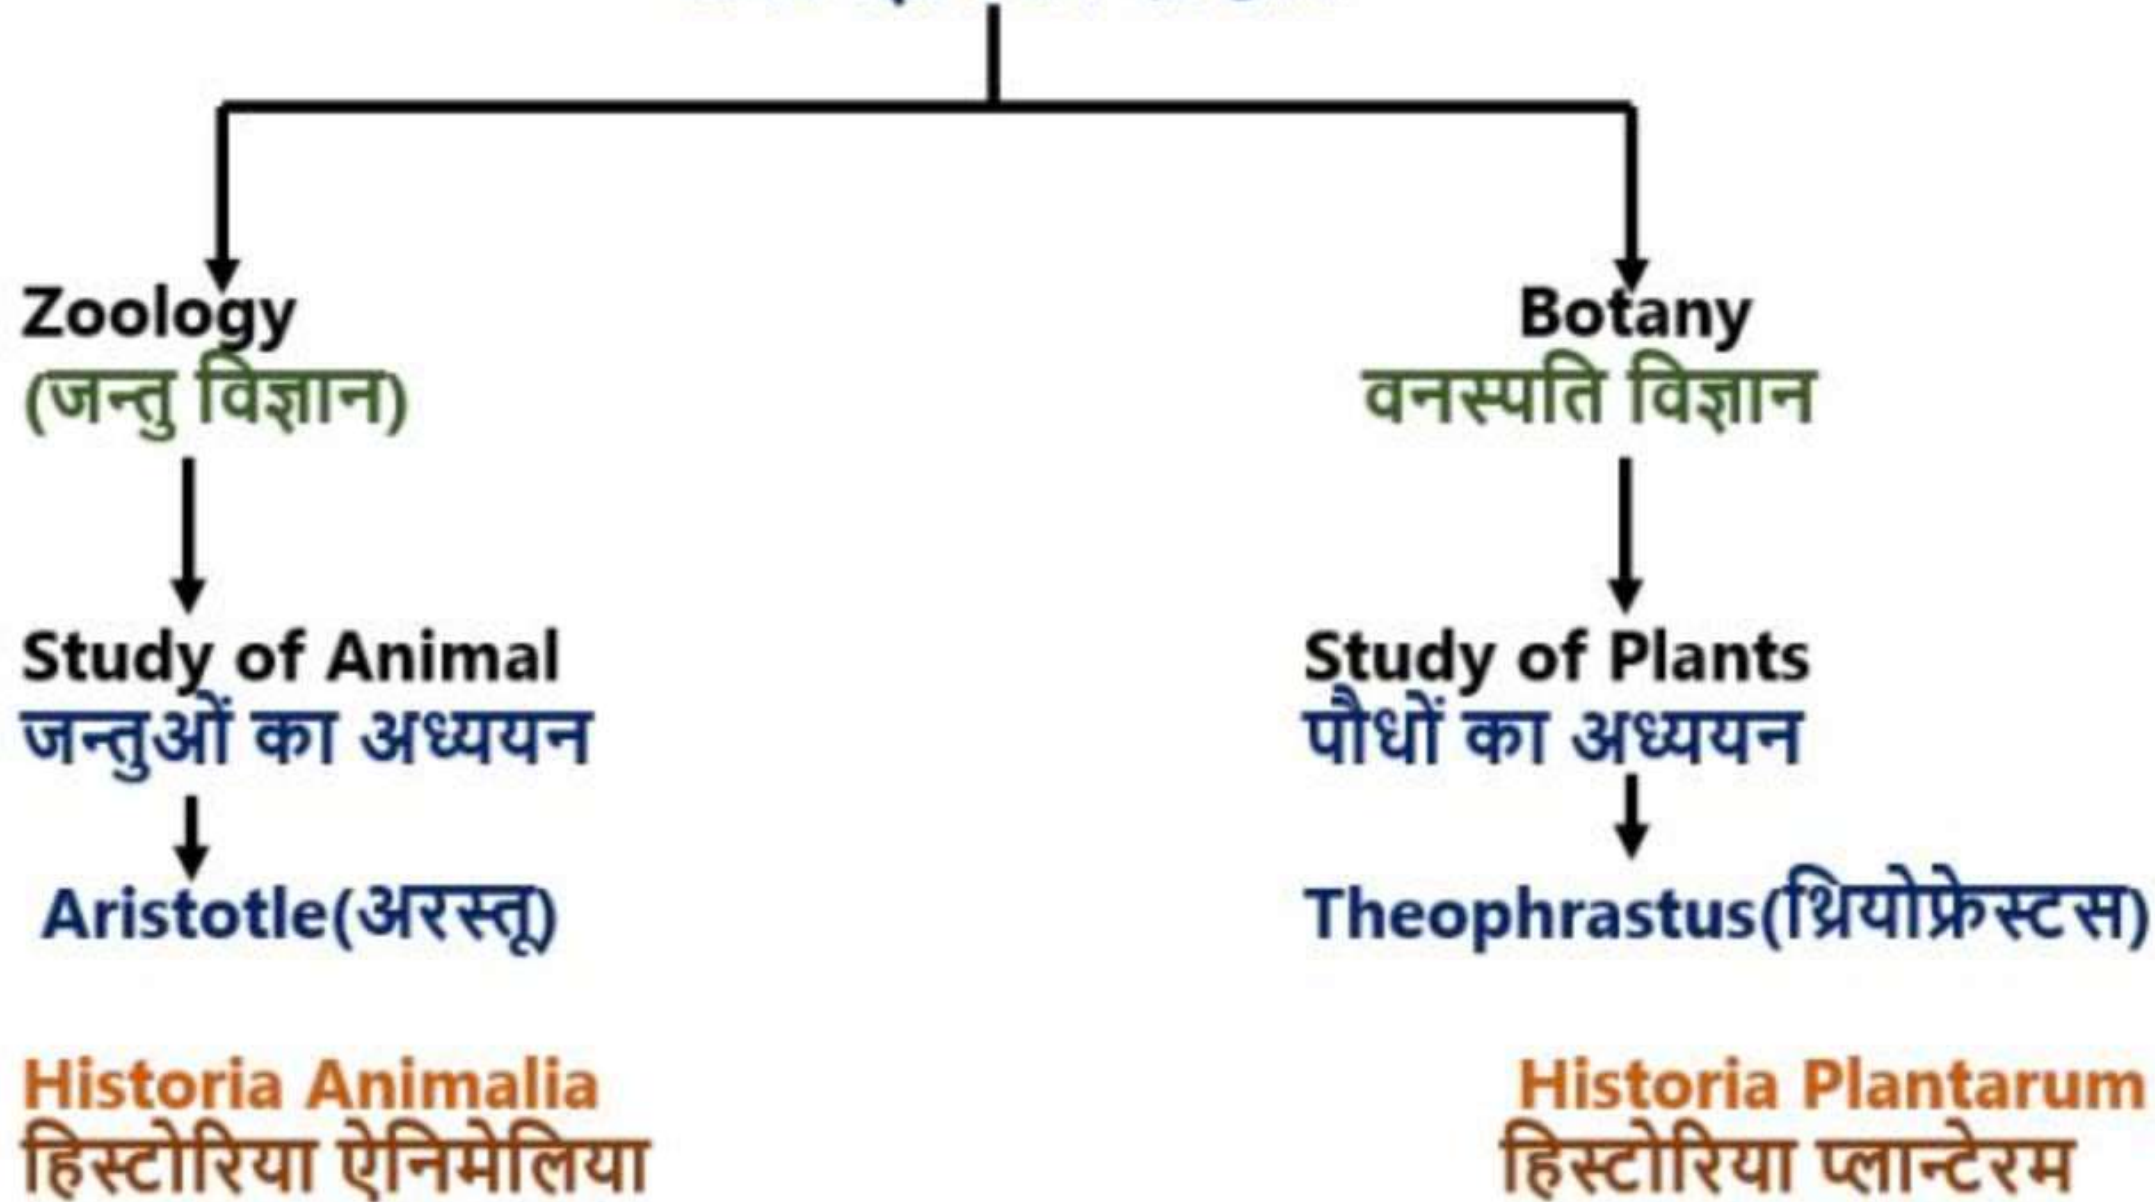 Zoology
(जन्तु विज्ञान)
Botany
वनस्पति विज्ञान
Study of Animal
जन्तुओं का अध्ययन
Study of Plants
पौधों का अध्ययन
Aristotle(अरस्तू)
Theophrastus(थ्रियोफ्रेस्टस)
Historia Animalia
हिस्टोरिया ऐनिमेलिया
Historia Plantarum
हिस्टोरिया प्लान्टेरम